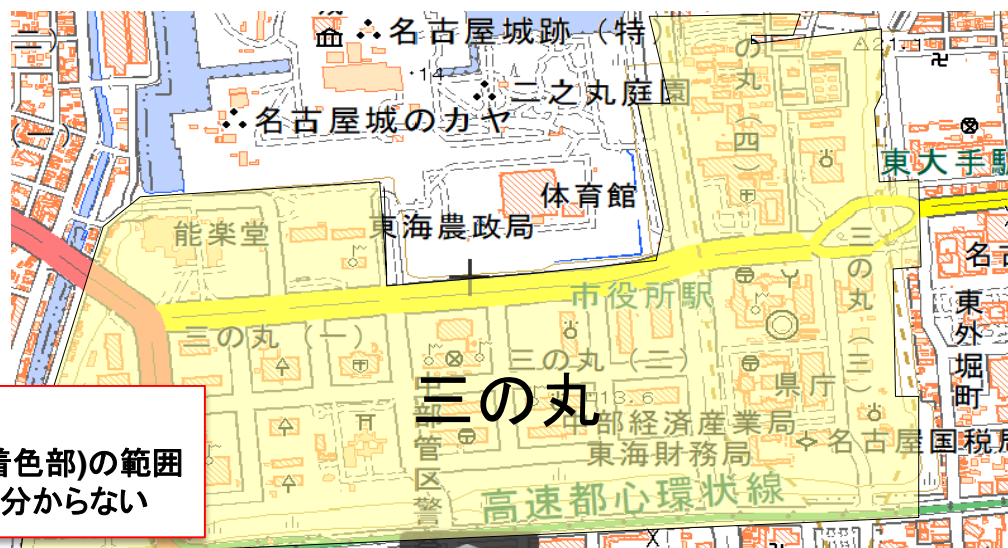 名古屋城跡（特
・14
二之丸庭園
名古屋城のカヤ
の丸（四）
21.1
東大手駅
体育館
能楽堂
東海農政局
市役所駅
三の丸（一）
三の丸（二）
三の丸（三）
三の丸
13.6
県庁
中部経済産業局
東海財務局
中部管区警
名古屋国税局
東外堀町
名古
高速都心環状線
着色部)の範囲
分からない